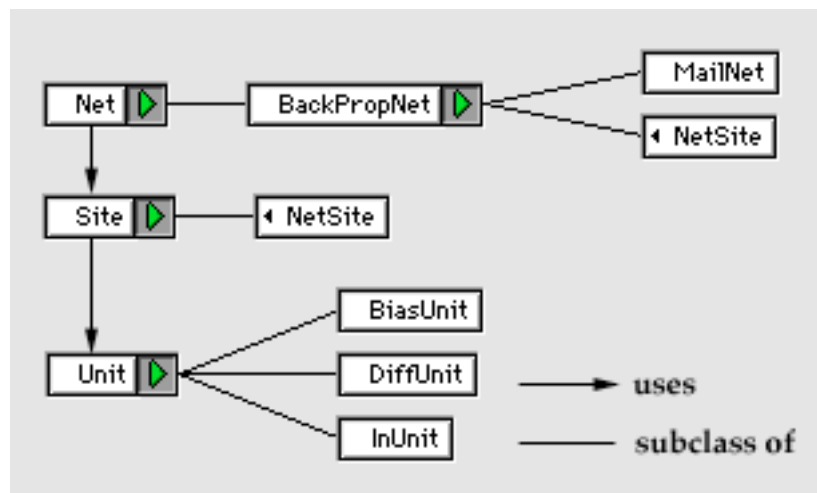 MailNet
Net
BackPropNet
NetSite
Site
NetSite
BiasUnit
Unit
DiffUnit
uses
InUnit
subclass of